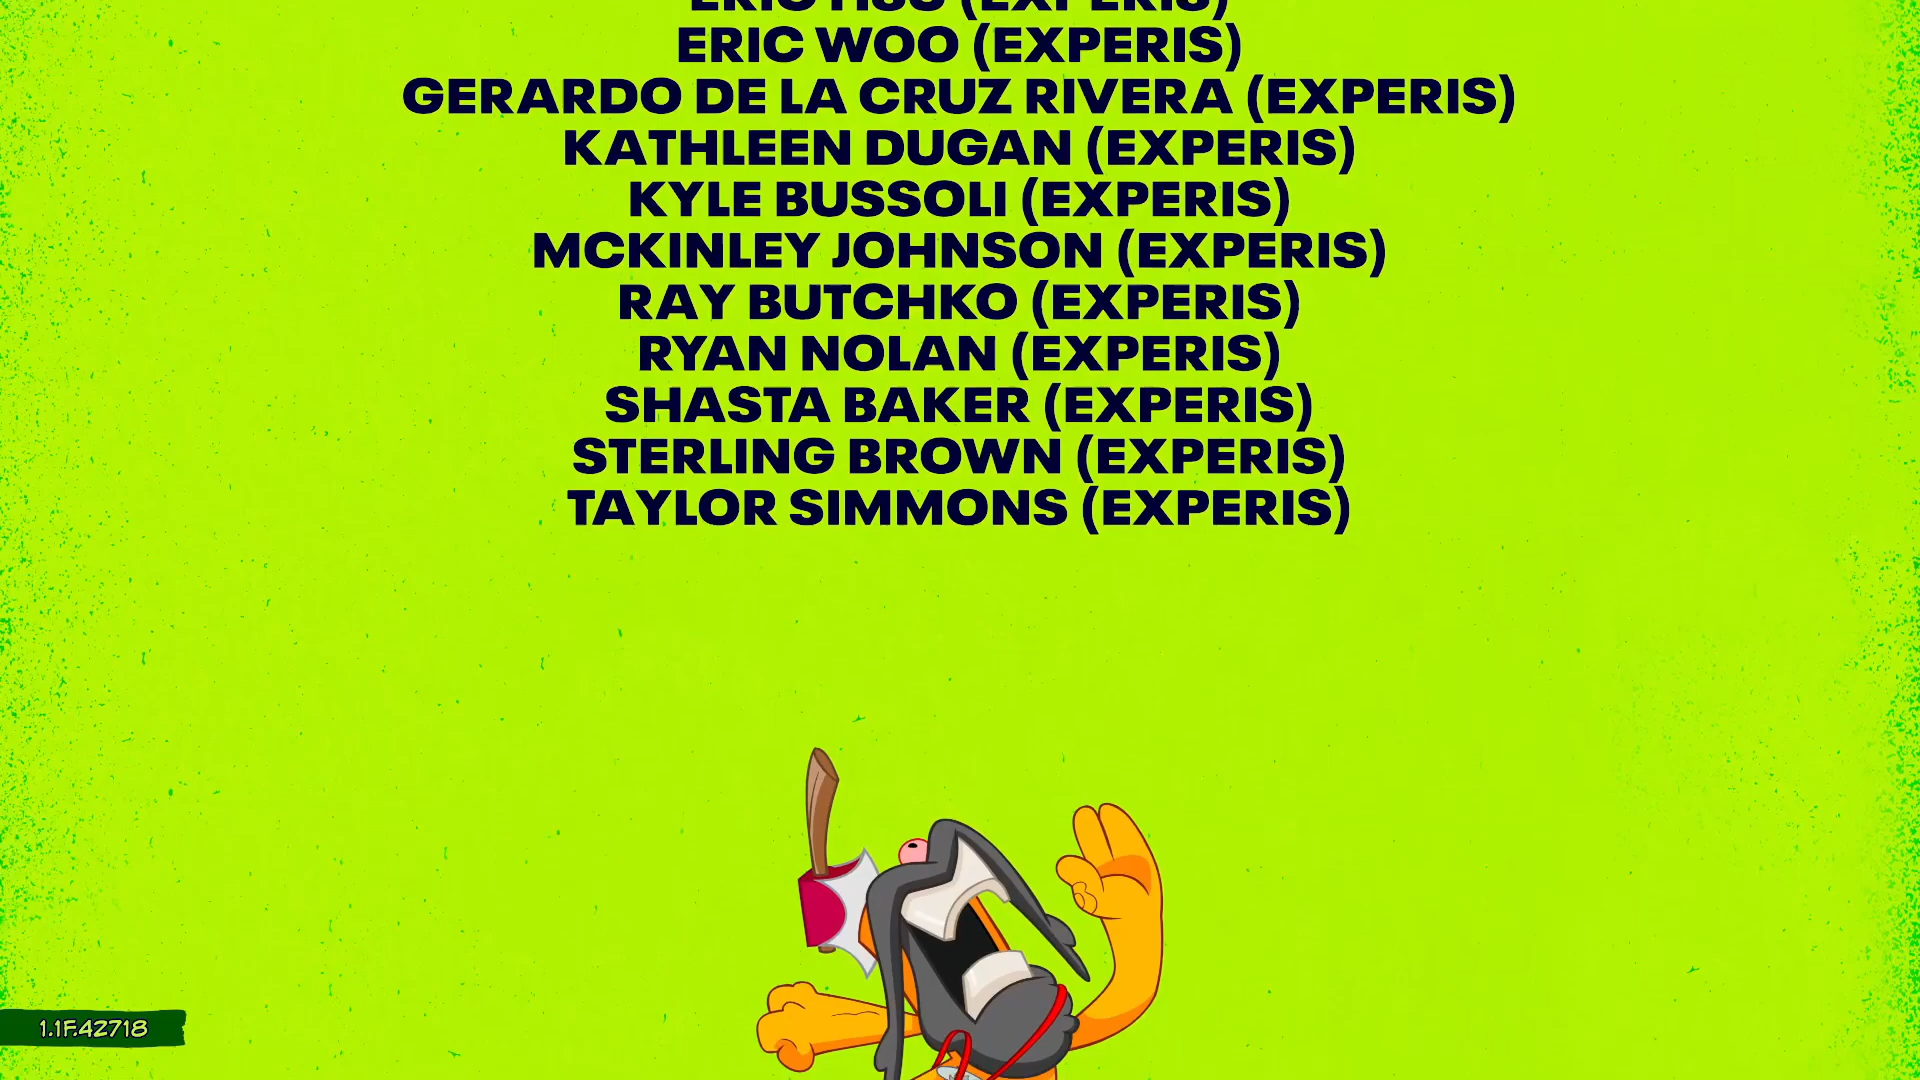 ERIC WOO (EXPERIS)
GERARDO DE LA CRUZ RIVERA (EXPERIS)
KATHLEEN DUGAN (EXPERIS)
KYLE BUSSOLI (EXPERIS)
MCKINLEY JOHNSON (EXPERIS)
RAY BUTCHKO (EXPERIS)
RYAN NOLAN (EXPERIS)
SHASTA BAKER (EXPERIS)
STERLING BROWN (EXPERIS)
TAYLOR SIMMONS (EXPERIS)
1.1F.42718